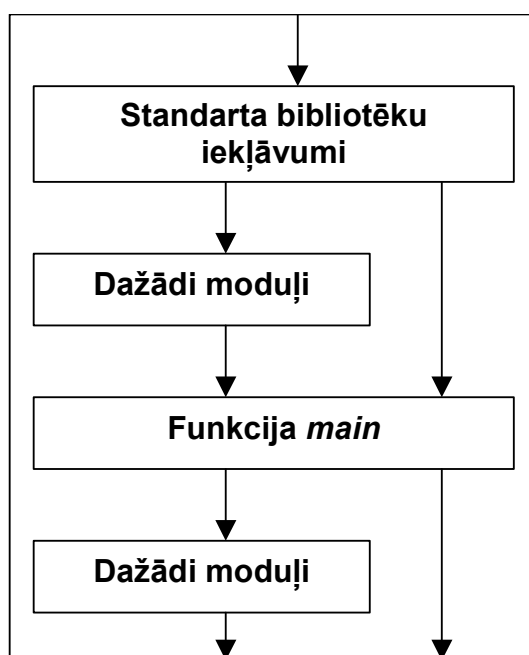 Standarta bibliotēku
iekļāvumi
Dažādi moduļi
Funkcija main
Dažādi moduļi